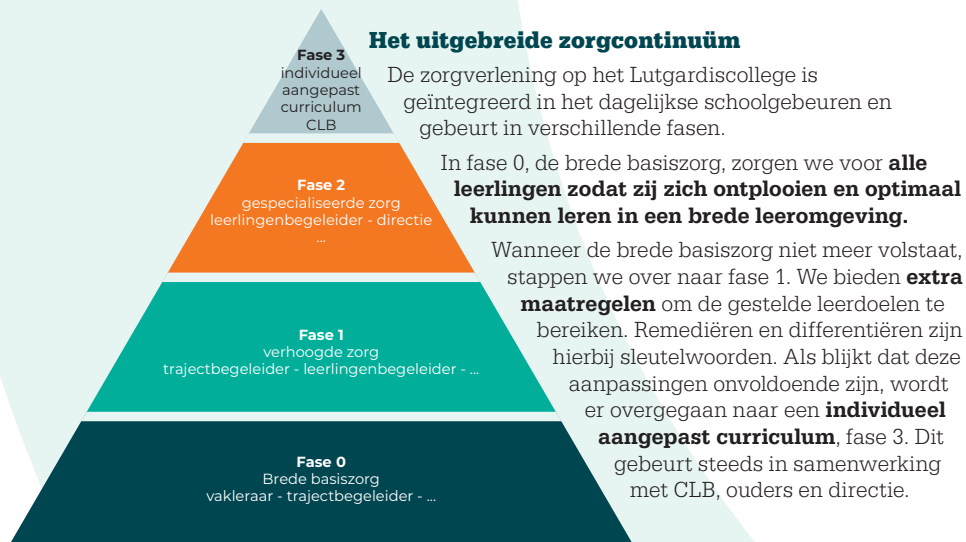 Het uitgebreide zorgcontinuüm
De zorgverlening op het Lutgardiscollege is
geïntegreerd in het dagelijkse schoolgebeuren en
gebeurt in verschillende fasen.
In fase 0, de brede basiszorg, zorgen we voor alle
leerlingen zodat zij zich ontplooien en optimaal
kunnen leren in een brede leeromgeving.
Wanneer de brede basiszorg niet meer volstaat,
stappen we over naar fase 1. We bieden extra
maatregelen om de gestelde leerdoelen te
bereiken. Remediëren en differentiëren zijn
hierbij sleutelwoorden. Als blijkt dat deze
aanpassingen onvoldoende zijn, wordt
er overgegaan naar een individueel
aangepast curriculum, fase 3. Dit
gebeurt steeds in samenwerking
met CLB, ouders en directie.
Fase 3
individueel
aangepast
curriculum
CLB
Fase 2
gespecialiseerde zorg
leerlingenbegeleider - directie
...
Fase 1
verhoogde zorg
trajectbegeleider - leerlingenbegeleider - ...
Fase 0
Brede basiszorg
vakleraar - trajectbegeleider - ...